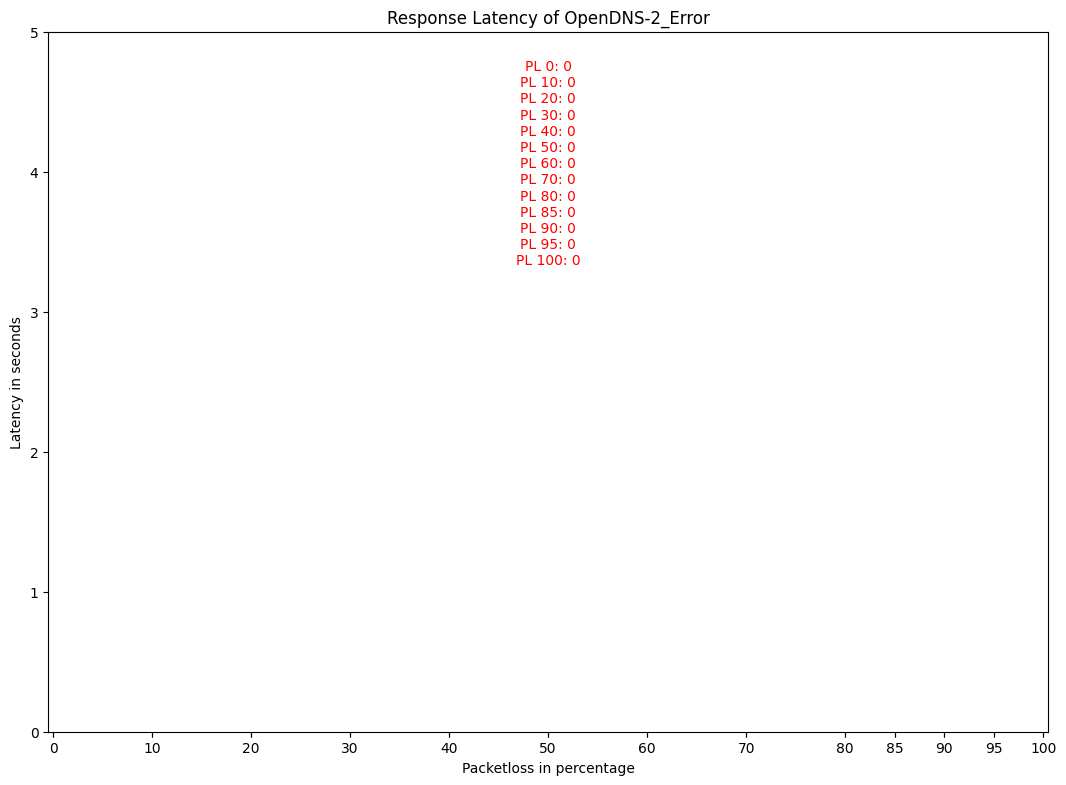 Response Latency of OpenDNS-2_Error
5
PL 0: 0
PL 10: 0
PL 20: 0
PL 30: 0
PL 40: 0
PL 50: 0
PL 60: 0
PL 70: 0
PL 80: 0
PL 85: 0
PL 90: 0
PL 95: 0
PL 100: 0
4
3
2
1
0
Latency in seconds
0 10 20 30 40 50 60 70 80 85 90 95 100
Packetloss in percentage